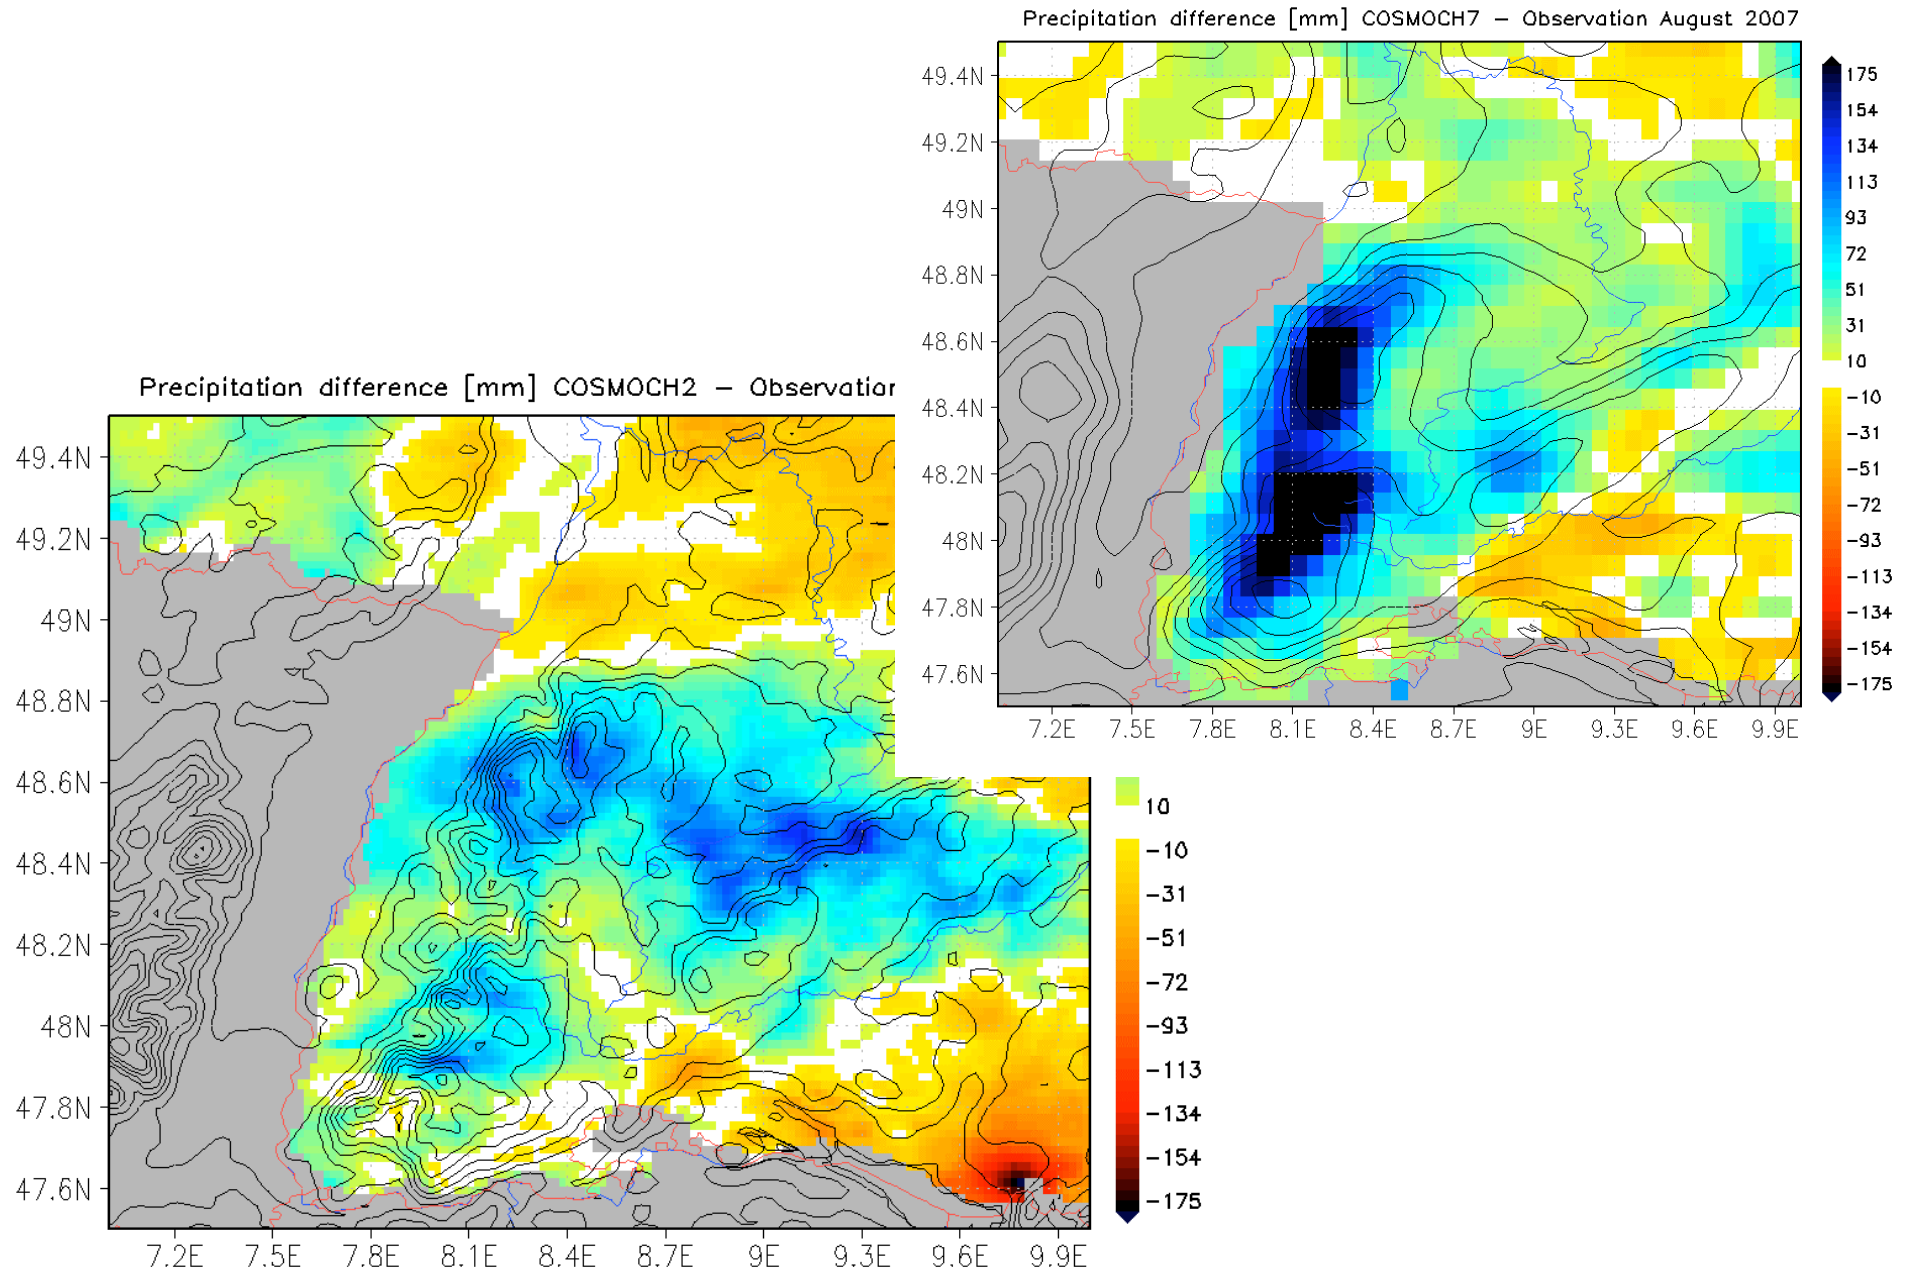 Precipitation difference [mm] COSMOCH7 – Observation August 2007
49.4N
49.2N
49N
48.8N
48.6N
48.4N
48.2N
48N
47.8N
47.6N
7.2E 7.5E 7.8E 8.1E 8.4E 8.7E 9E 9.3E 9.6E 9.9E
175
154
134
113
93
72
51
31
10
-10
-31
-51
-72
-93
-113
-134
-154
-175
Precipitation difference [mm] COSMOCH2 – Observation
49.4N
49.2N
49N
48.8N
48.6N
48.4N
48.2N
48N
47.8N
47.6N
7.2E 7.5E 7.8E 8.1E 8.4E 8.7E 9E 9.3E 9.6E 9.9E
10
-10
-31
-51
-72
-93
-113
-134
-154
-175